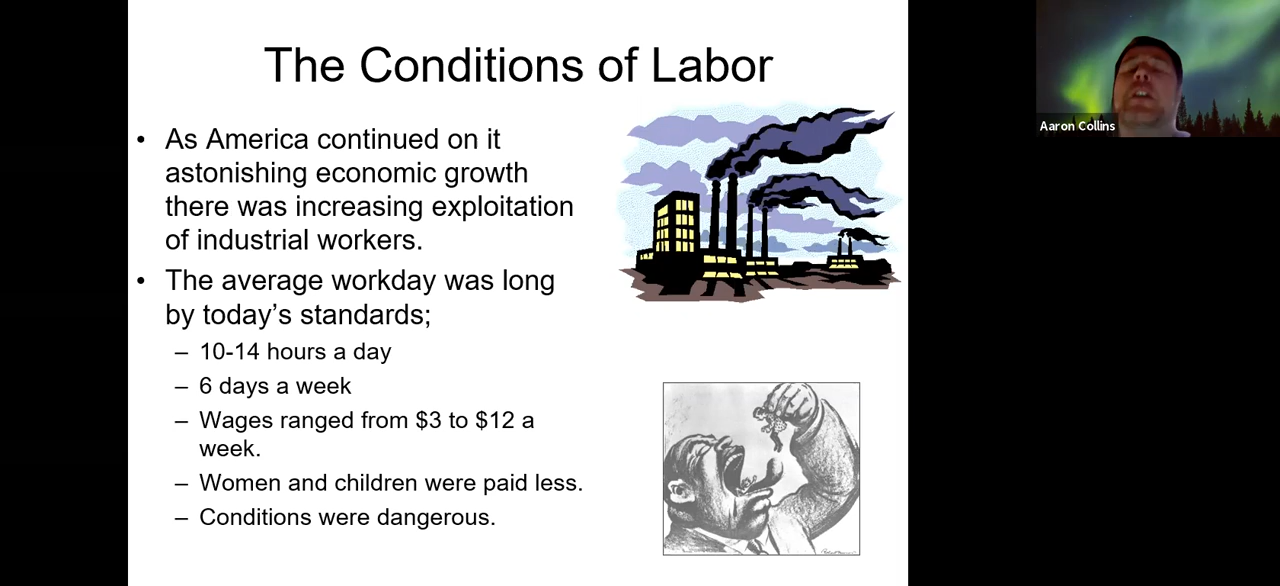 The Conditions of Labor
• As America continued on it
astonishing economic growth
there was increasing exploitation
of industrial workers.
• The average workday was long
by today’s standards;
– 10-14 hours a day
– 6 days a week
– Wages ranged from $3 to $12 a
week.
– Women and children were paid less.
– Conditions were dangerous.
Aaron Collins